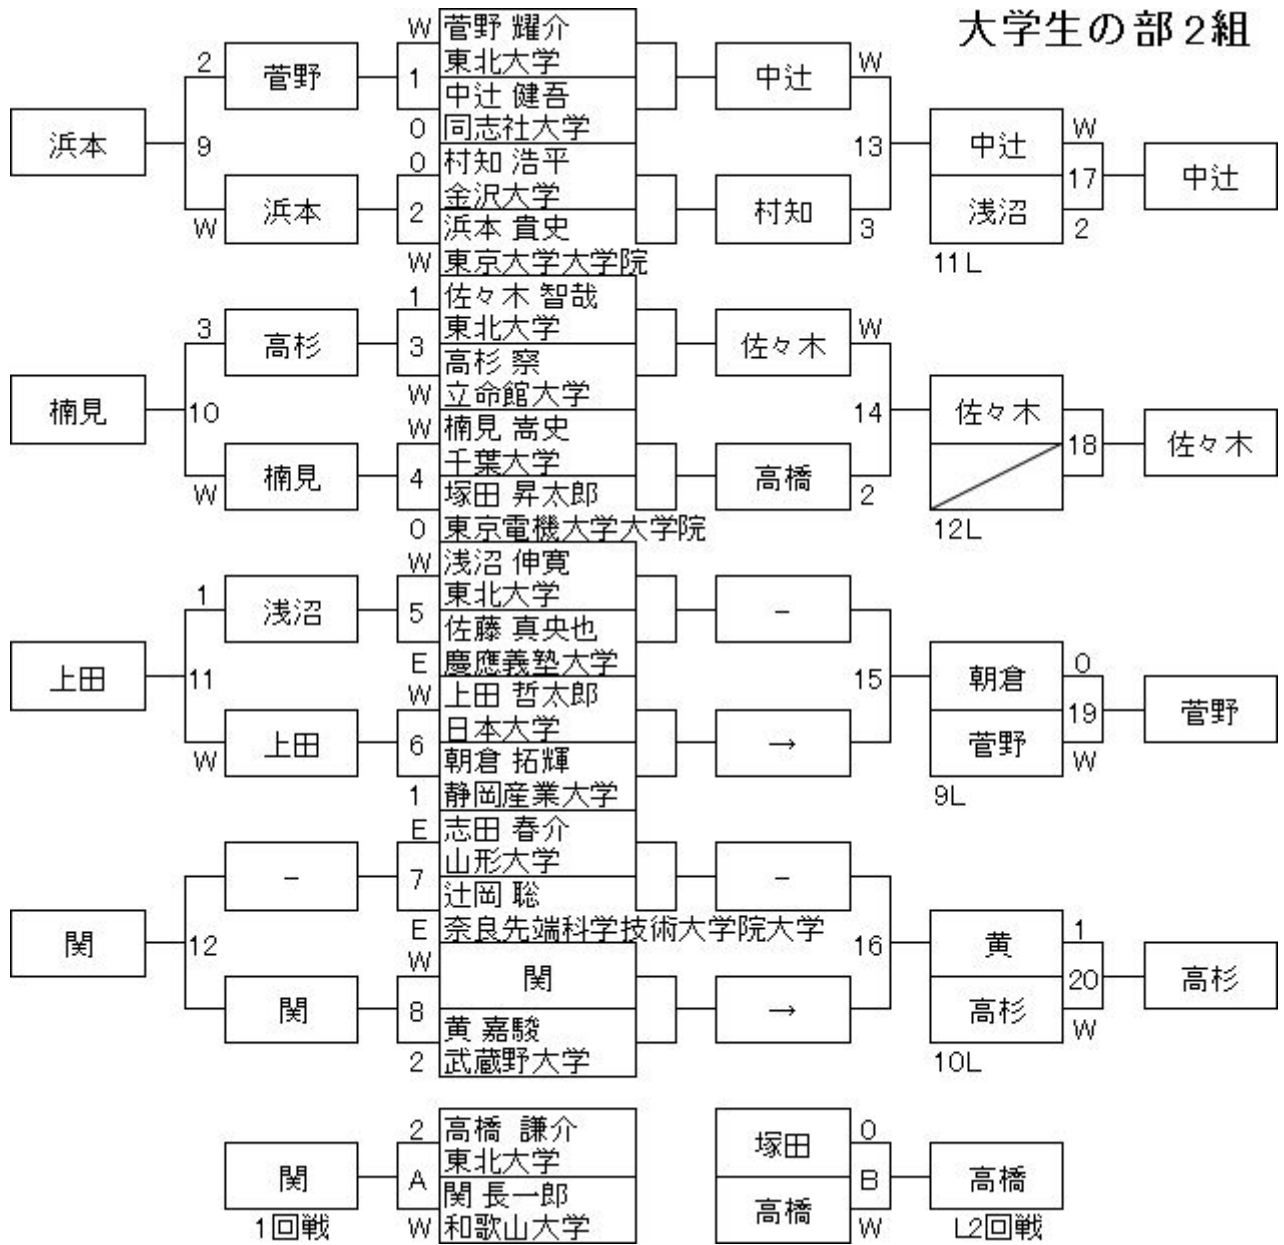 大学生の部2組
W 菅野 耀介
2 菅野 1 東北大学 中辻 W
中辻 健吾
0 同志社大学
浜本 9 13 中辻 W
0 村知 浩平
17 中辻
W 浜本 2 金沢大学 村知 3 浅沼 2
浜本 貴史
W 東京大学大学院 11L
1 佐々木 智哉
3 高杉 3 東北大学 佐々木 W
高杉 察
W 立命館大学
楠見 10 14 佐々木
W 楠見 嵩史
18 佐々木
W 楠見 4 千葉大学 高橋 2
塚田 昇太郎
0 東京電機大学大学院 12L
W 浅沼 伸寛
1 浅沼 5 東北大学 -
佐藤 真央也
E 慶應義塾大学
上田 11 15 朝倉 0
W 上田 哲太郎
19 菅野
W 上田 6 日本大学 → 菅野 W
朝倉 拓輝
1 静岡産業大学 9L
E 志田 春介
- 7 山形大学 -
辻岡 聡
E 奈良先端科学技術大学院大学
関 12 16 黄 1
W 関
20 高杉
関 8 → 高杉 W
黄 嘉駿
2 武蔵野大学 10L
2 高橋 謙介 塚田 0
東北大学
関 A B 高橋
関 長一郎 高橋
1回戦 W 和歌山大学 W L2回戦